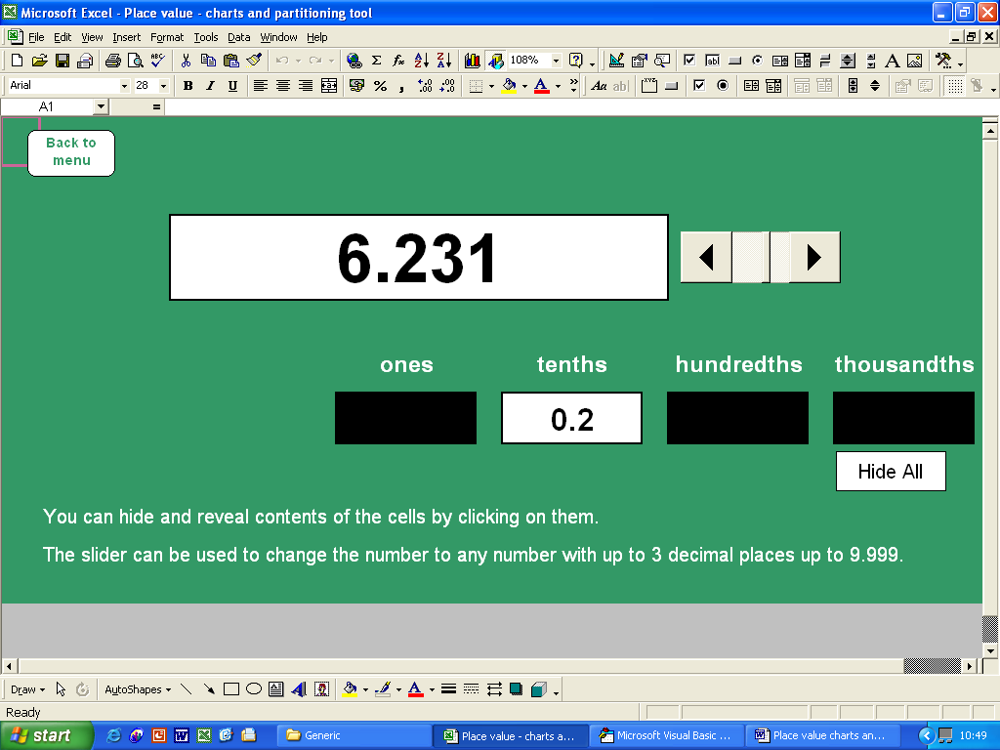 Microsoft Excel - Place value - charts and partitioning tool
File Edit View Insert Format Tools Data Window Help
108%
Arial 28 B I U
A1 =
Back to
menu
6.231
ones tenths hundredths thousandths
0.2
Hide All
You can hide and reveal contents of the cells by clicking on them.
The slider can be used to change the number to any number with up to 3 decimal places up to 9.999.
Draw AutoShapes
Ready
start Generic Place value - charts a... Microsoft Visual Basic ... Place value charts an... 10:49